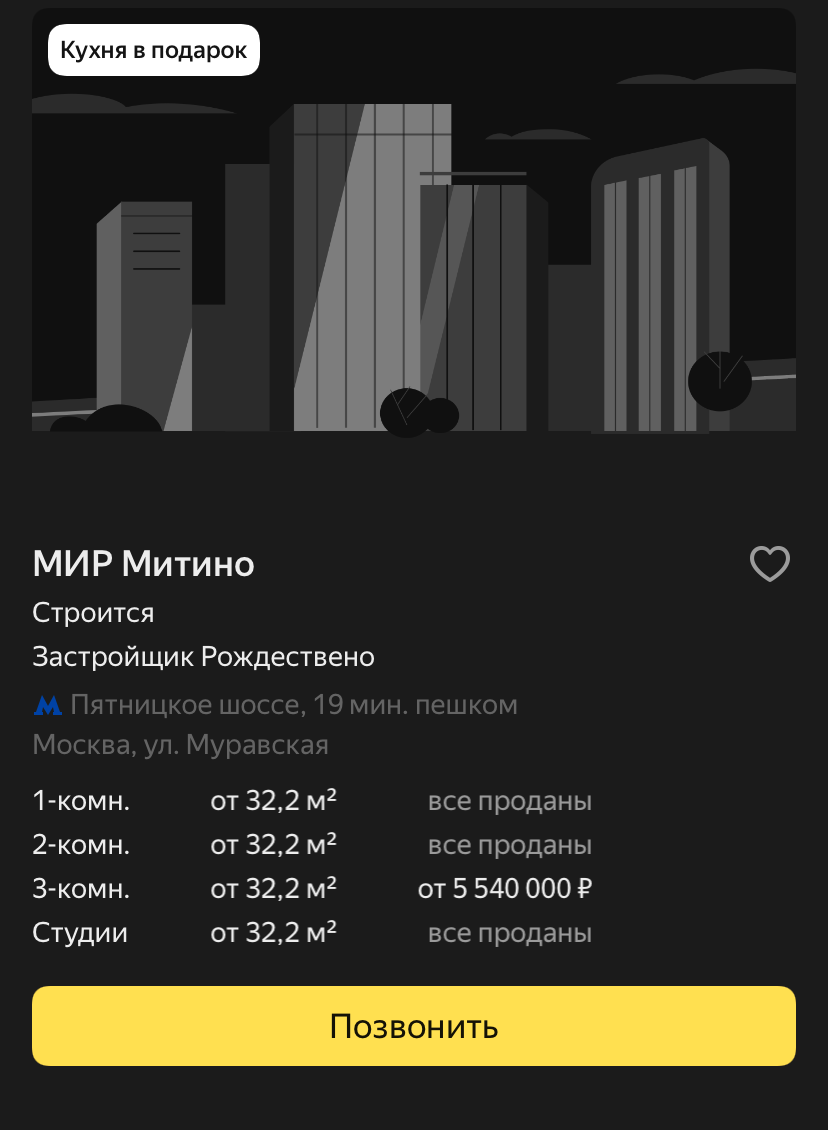 Кухня в подарок
МИР Митино
Строится
Застройщик Рождествено
Пятницкое шоссе, 19 мин. пешком
Москва, ул. Муравская
1-комн. от 32,2 м² все проданы
2-комн. от 32,2 м² все проданы
3-комн. от 32,2 м² от 5 540 000 ₽
Студии от 32,2 м² все проданы
Позвонить